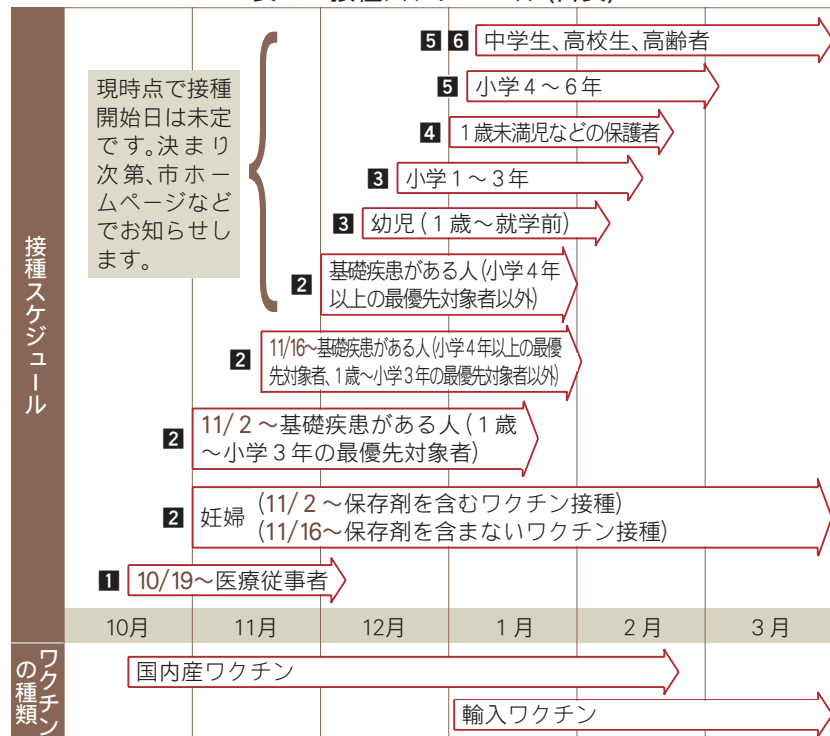 5 6 中学生、高校生、高齢者
5 小学4～6年
4 1歳未満児などの保護者
3 小学1～3年
3 幼児(1歳～就学前)
2 基礎疾患がある人(小学4年
以上の最優先対象者以外)
現時点で接種
開始日は未定
です。決まり
次第、市ホー
ムページなど
でお知らせし
ます。
2 11/16～基礎疾患がある人(小学4年以上の最優
先対象者、1歳～小学3年の最優先対象者以外)
2 11/2～基礎疾患がある人(1歳
～小学3年の最優先対象者)
2 妊婦 (11/2～保存剤を含むワクチン接種)
(11/16～保存剤を含まないワクチン接種)
1 10/19～医療従事者
接種スケジュール
10月 11月 12月 1月 2月 3月
ワクチン
の種類
国内産ワクチン
輸入ワクチン